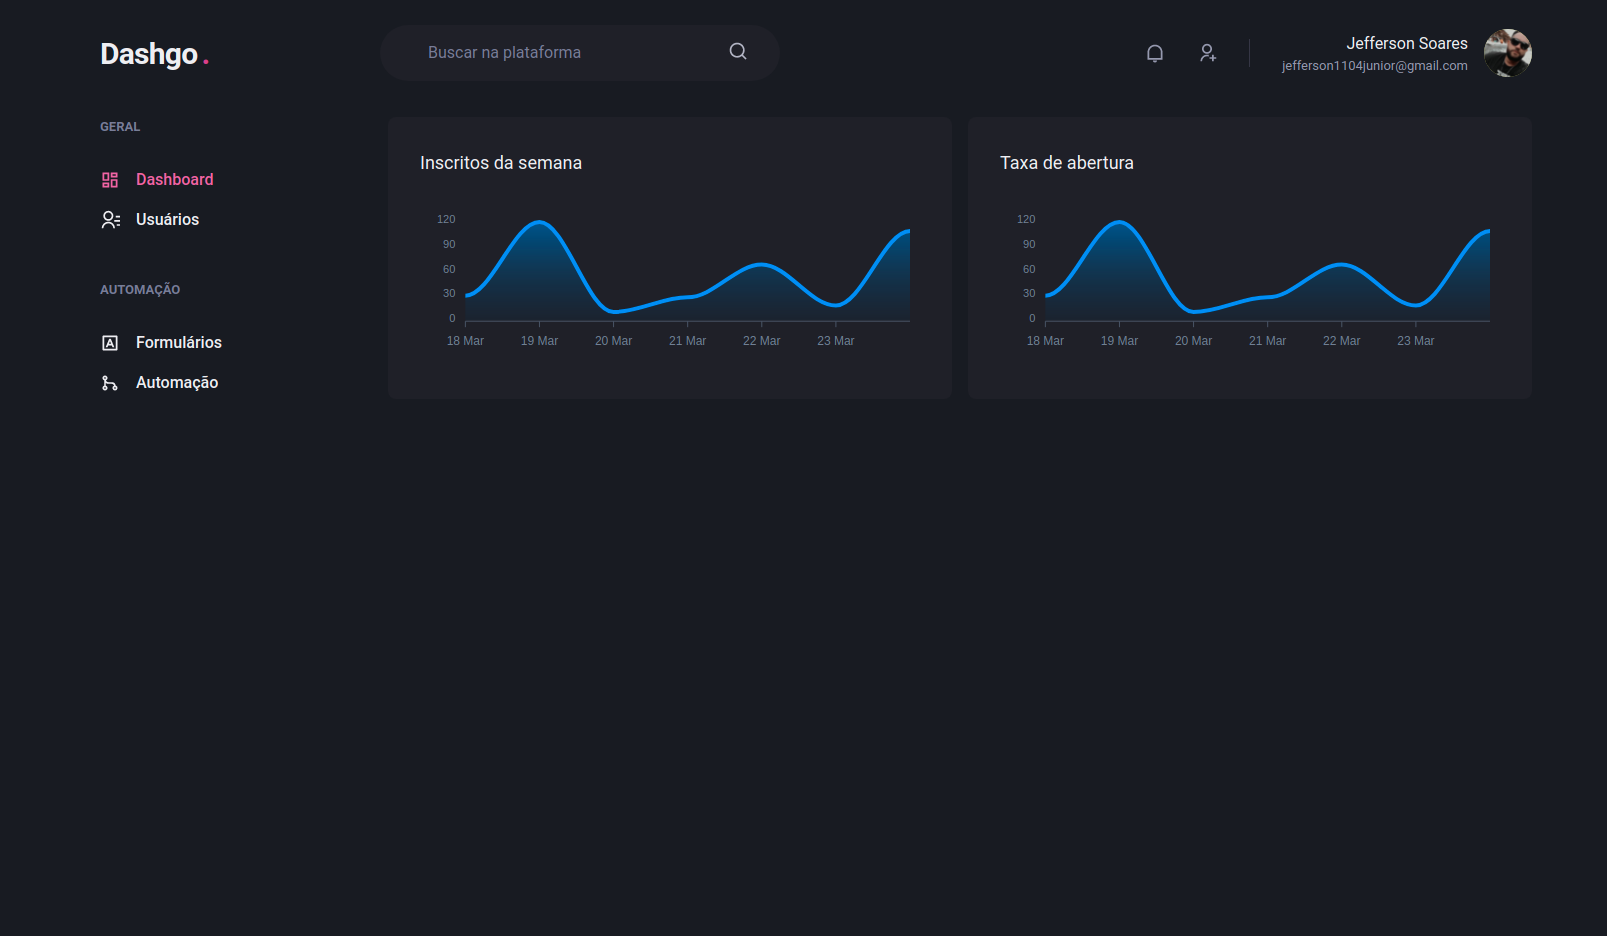 Dashgo.
Buscar na plataforma
Jefferson Soares
jefferson1104junior@gmail.com
GERAL
Dashboard
Usuários
AUTOMAÇÃO
Formulários
Automação
Inscritos da semana
120
90
60
30
0
18 Mar 19 Mar 20 Mar 21 Mar 22 Mar 23 Mar
Taxa de abertura
120
90
60
30
0
18 Mar 19 Mar 20 Mar 21 Mar 22 Mar 23 Mar